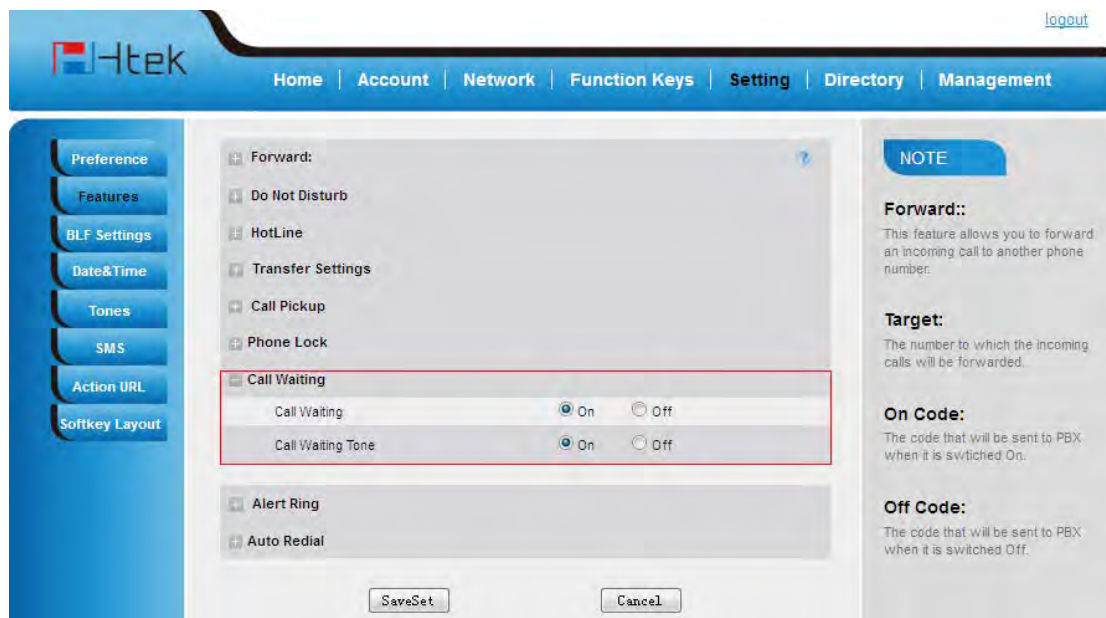 logout
Htek
Home | Account | Network | Function Keys | Setting | Directory | Management
Preference
Features
BLF Settings
Date&Time
Tones
SMS
Action URL
Softkey Layout
Forward:
?
Do Not Disturb
HotLine
Transfer Settings
Call Pickup
Phone Lock
Call Waiting
Call Waiting On Off
Call Waiting Tone On Off
Alert Ring
Auto Redial
SaveSet Cancel
NOTE
Forward::
This feature allows you to forward
an incoming call to another phone
number.
Target:
The number to which the incoming
calls will be forwarded.
On Code:
The code that will be sent to PBX
when it is swtiched On.
Off Code:
The code that will be sent to PBX
when it is switched Off.